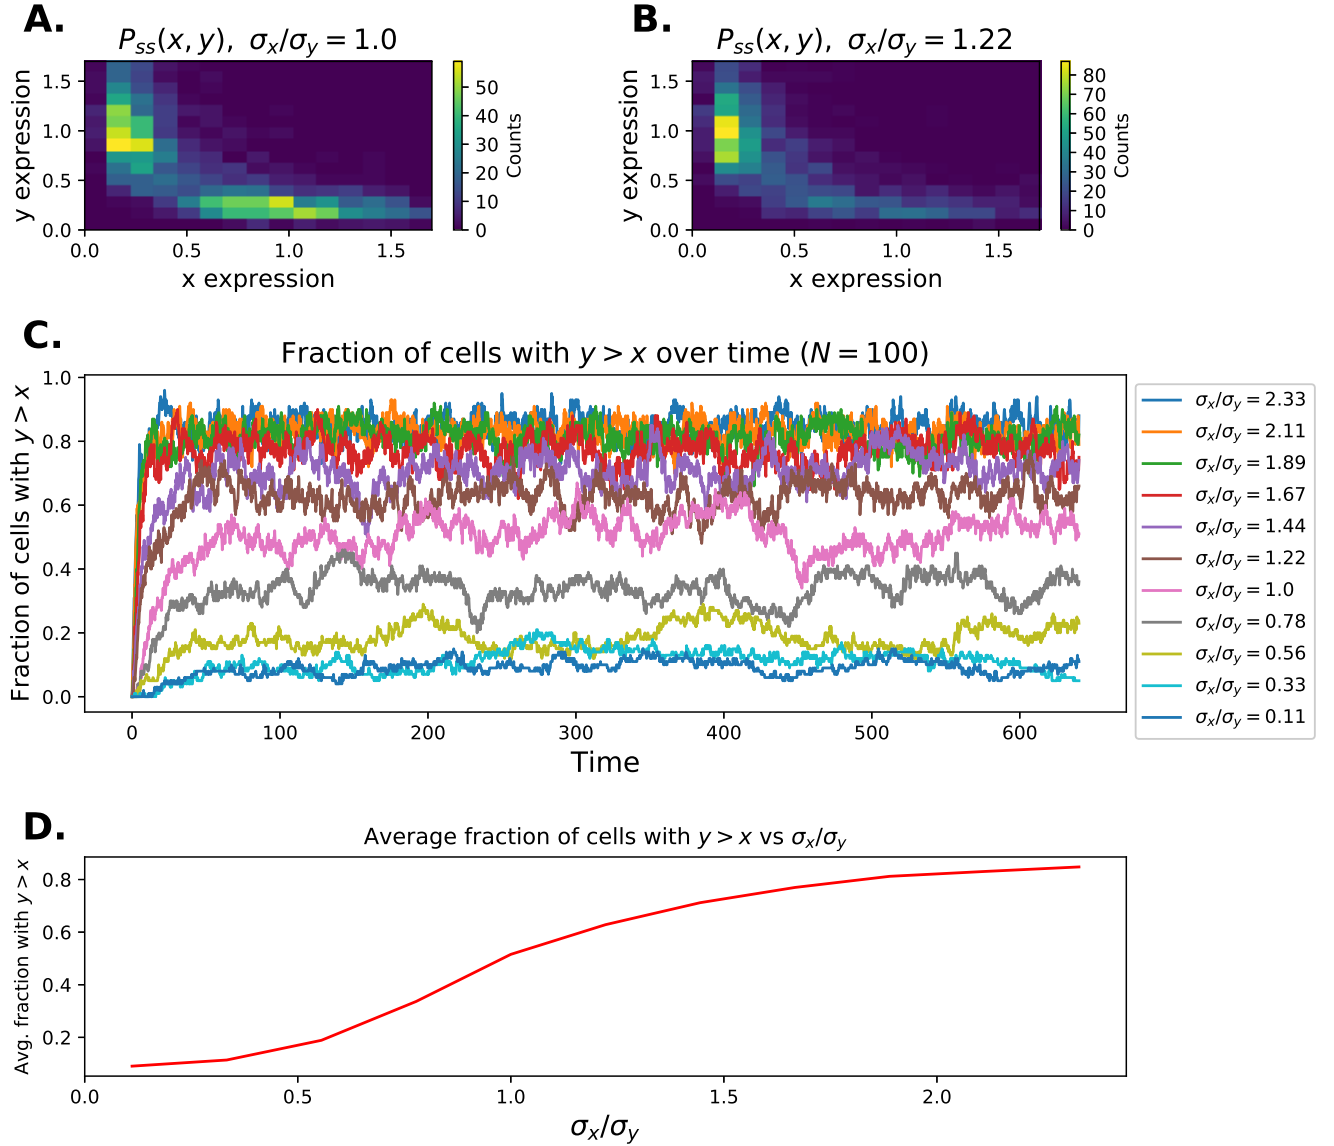 A.
P_ss(x, y), σ_x/σ_y = 1.0
y expression
1.5
1.0
0.5
0.0
0.0 0.5 1.0 1.5
x expression
50
40
30
20
10
0
Counts
B.
P_ss(x, y), σ_x/σ_y = 1.22
y expression
1.5
1.0
0.5
0.0
0.0 0.5 1.0 1.5
x expression
80
70
60
50
40
30
20
10
0
Counts
C.
Fraction of cells with y > x over time (N = 100)
Fraction of cells with y > x
1.0
0.8
0.6
0.4
0.2
0.0
0 100 200 300 400 500 600
Time
σ_x/σ_y = 2.33
σ_x/σ_y = 2.11
σ_x/σ_y = 1.89
σ_x/σ_y = 1.67
σ_x/σ_y = 1.44
σ_x/σ_y = 1.22
σ_x/σ_y = 1.0
σ_x/σ_y = 0.78
σ_x/σ_y = 0.56
σ_x/σ_y = 0.33
σ_x/σ_y = 0.11
D.
Average fraction of cells with y > x vs σ_x/σ_y
Avg. fraction with y > x
0.8
0.6
0.4
0.2
0.0 0.5 1.0 1.5 2.0
σ_x/σ_y